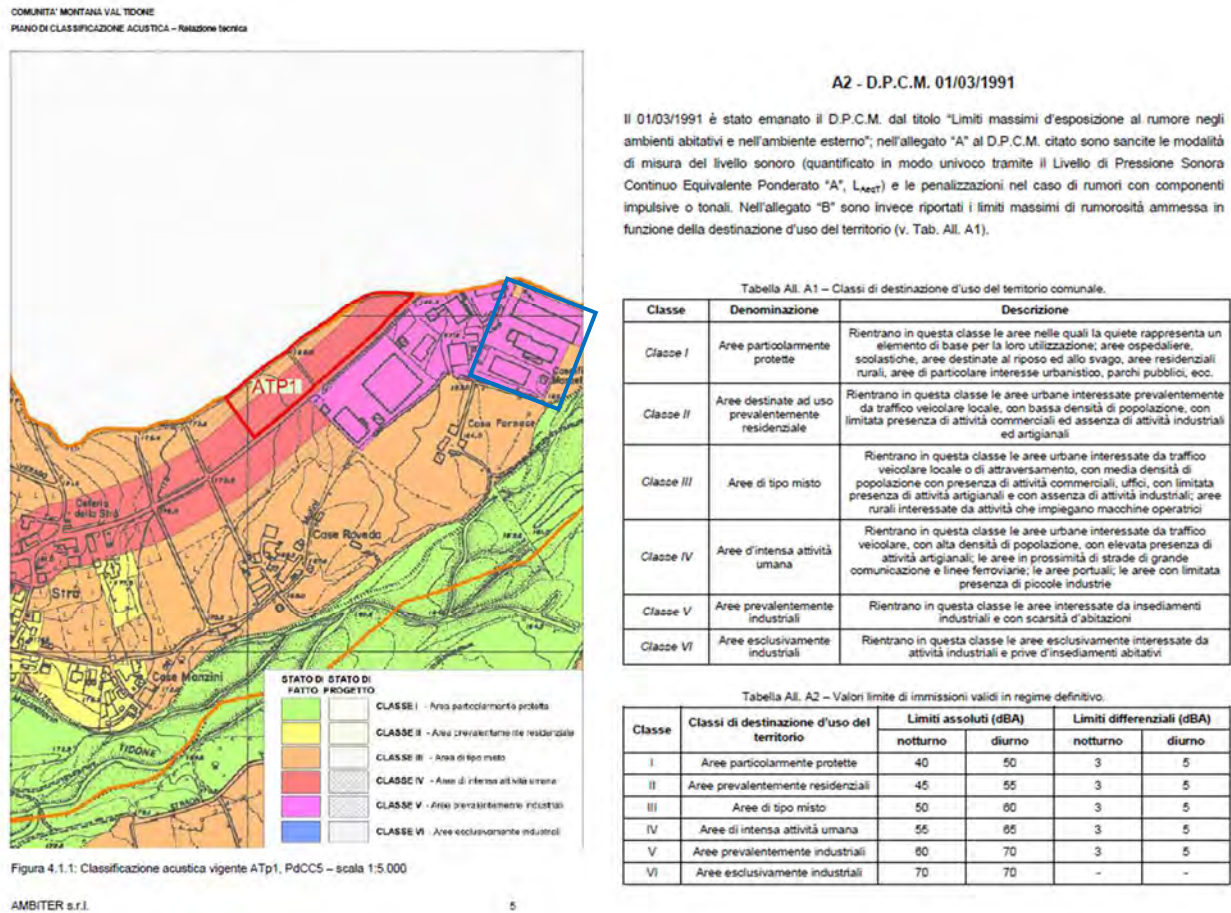 COMUNITA' MONTANA VAL TIDONE
PIANO DI CLASSIFICAZIONE ACUSTICA – Relazione tecnica
ATP1
Case Fornace
Osteria
della Strà
Case Roveda
Strà
Case Manzini
TIDONE
STATO DI FATTO
STATO DI PROGETTO
CLASSE I - Area particolarmente protetta
CLASSE II - Area prevalentemente residenziale
CLASSE III - Area di tipo misto
CLASSE IV - Area di intensa attività umana
CLASSE V - Area prevalentemente industriali
CLASSE VI - Area esclusivamente industriali
Figura 4.1.1: Classificazione acustica vigente ATp1, PdCC5 – scala 1:5.000
AMBITER s.r.l.
5
A2 - D.P.C.M. 01/03/1991
Il 01/03/1991 è stato emanato il D.P.C.M. dal titolo "Limiti massimi d'esposizione al rumore negli
ambienti abitativi e nell'ambiente esterno"; nell'allegato "A" al D.P.C.M. citato sono sancite le modalità
di misura del livello sonoro (quantificato in modo univoco tramite il Livello di Pressione Sonora
Continuo Equivalente Ponderato "A", LAeqT) e le penalizzazioni nel caso di rumori con componenti
impulsive o tonali. Nell'allegato "B" sono invece riportati i limiti massimi di rumorosità ammessa in
funzione della destinazione d'uso del territorio (v. Tab. All. A1).
Tabella All. A1 – Classi di destinazione d'uso del territorio comunale.
Classe Denominazione Descrizione
Classe I
Aree particolarmente
protette
Rientrano in questa classe le aree nelle quali la quiete rappresenta un
elemento di base per la loro utilizzazione; aree ospedaliere,
scolastiche, aree destinate al riposo ed allo svago, aree residenziali
rurali, aree di particolare interesse urbanistico, parchi pubblici, ecc.
Classe II
Aree destinate ad uso
prevalentemente
residenziale
Rientrano in questa classe le aree urbane interessate prevalentemente
da traffico veicolare locale, con bassa densità di popolazione, con
limitata presenza di attività commerciali ed assenza di attività industriali
ed artigianali
Classe III
Aree di tipo misto
Rientrano in questa classe le aree urbane interessate da traffico
veicolare locale o di attraversamento, con media densità di
popolazione con presenza di attività commerciali, uffici, con limitata
presenza di attività artigianali e con assenza di attività industriali; aree
rurali interessate da attività che impiegano macchine operatrici
Classe IV
Aree d'intensa attività
umana
Rientrano in questa classe le aree urbane interessate da traffico
veicolare, con alta densità di popolazione, con elevata presenza di
attività artigianali; le aree in prossimità di strade di grande
comunicazione e linee ferroviarie; le aree portuali; le aree con limitata
presenza di piccole industrie
Classe V
Aree prevalentemente
industriali
Rientrano in questa classe le aree interessate da insediamenti
industriali e con scarsità d'abitazioni
Classe VI
Aree esclusivamente
industriali
Rientrano in questa classe le aree esclusivamente interessate da
attività industriali e prive d'insediamenti abitativi
Tabella All. A2 – Valori limite di immissioni validi in regime definitivo.
Classe
Classi di destinazione d'uso del
territorio
Limiti assoluti (dBA) Limiti differenziali (dBA)
notturno diurno notturno diurno
I Aree particolarmente protette 40 50 3 5
II Aree prevalentemente residenziali 45 55 3 5
III Aree di tipo misto 50 60 3 5
IV Aree di intensa attività umana 55 65 3 5
V Aree prevalentemente industriali 60 70 3 5
VI Aree esclusivamente industriali 70 70 - -